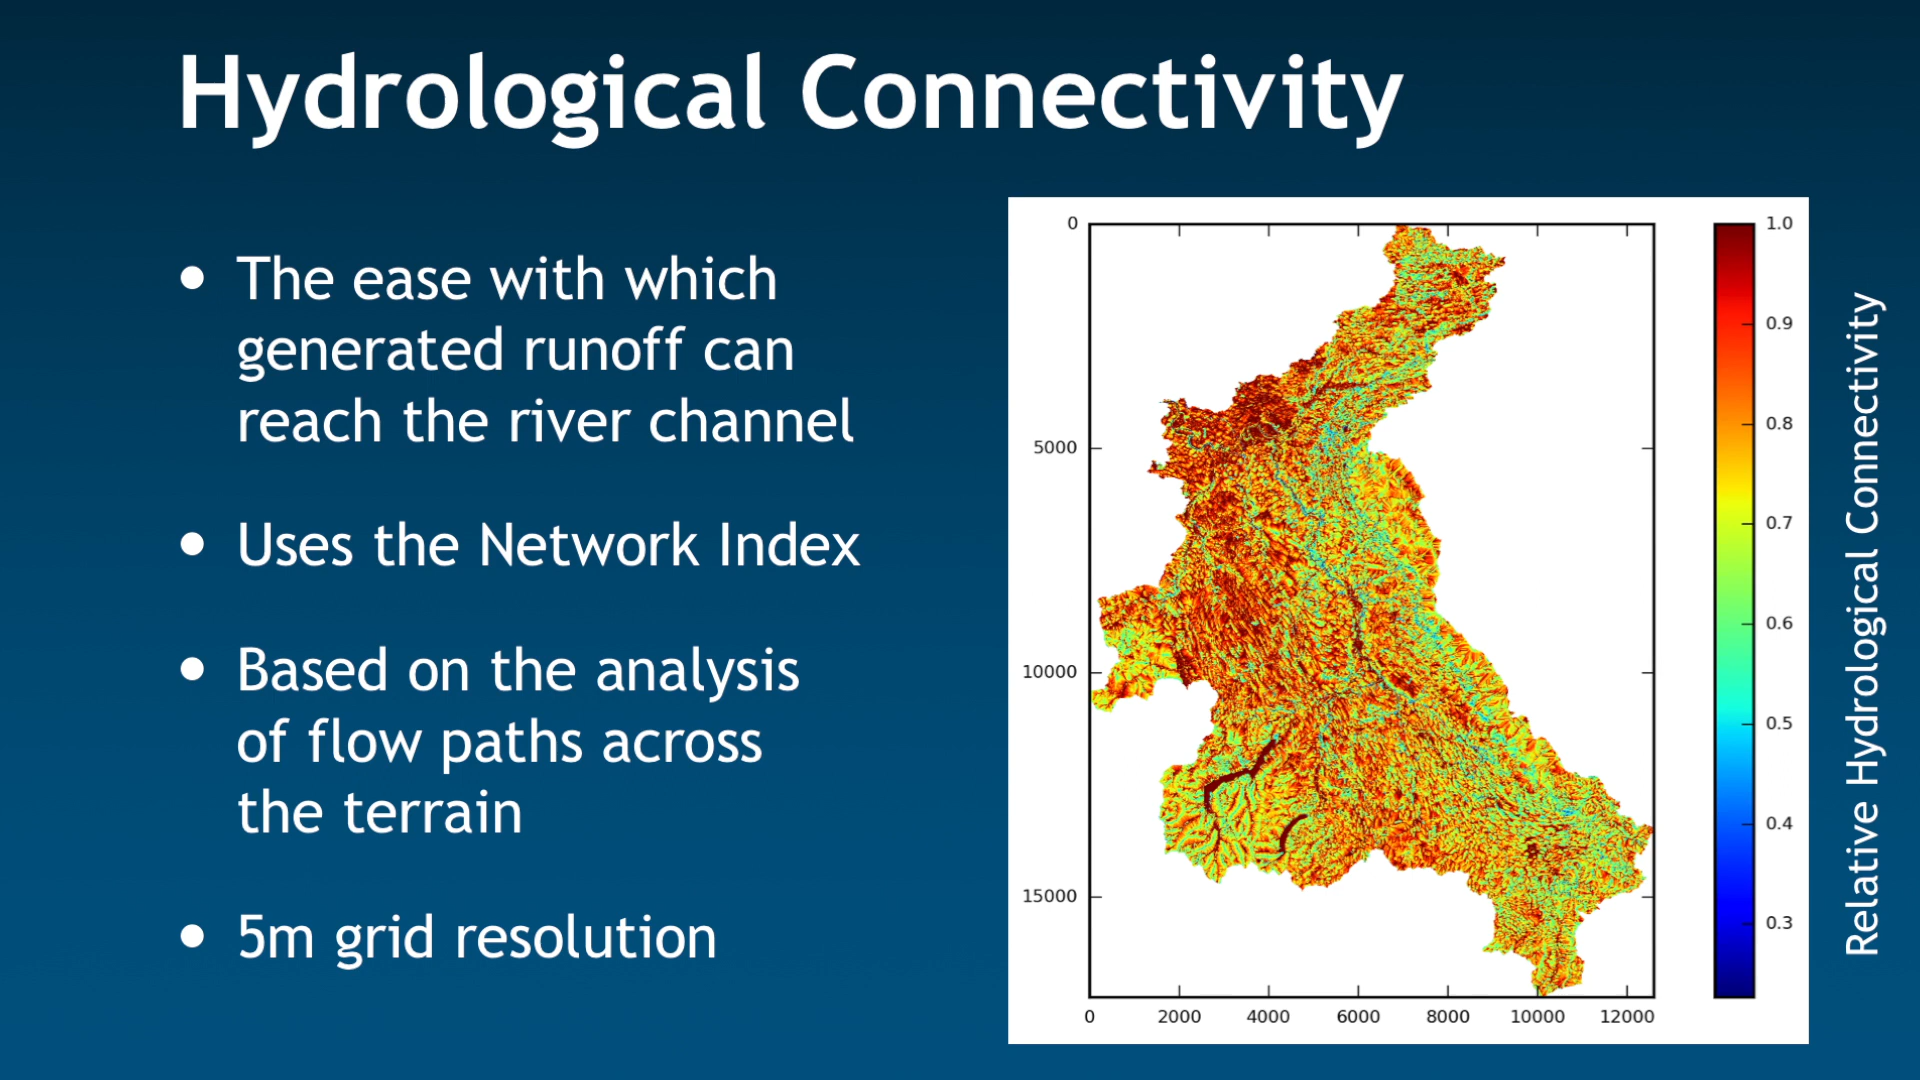 Hydrological Connectivity
• The ease with which
generated runoff can
reach the river channel
• Uses the Network Index
• Based on the analysis
of flow paths across
the terrain
• 5m grid resolution
0
5000
10000
15000
0 2000 4000 6000 8000 10000 12000
1.0
0.9
0.8
0.7
0.6
0.5
0.4
0.3
Relative Hydrological Connectivity